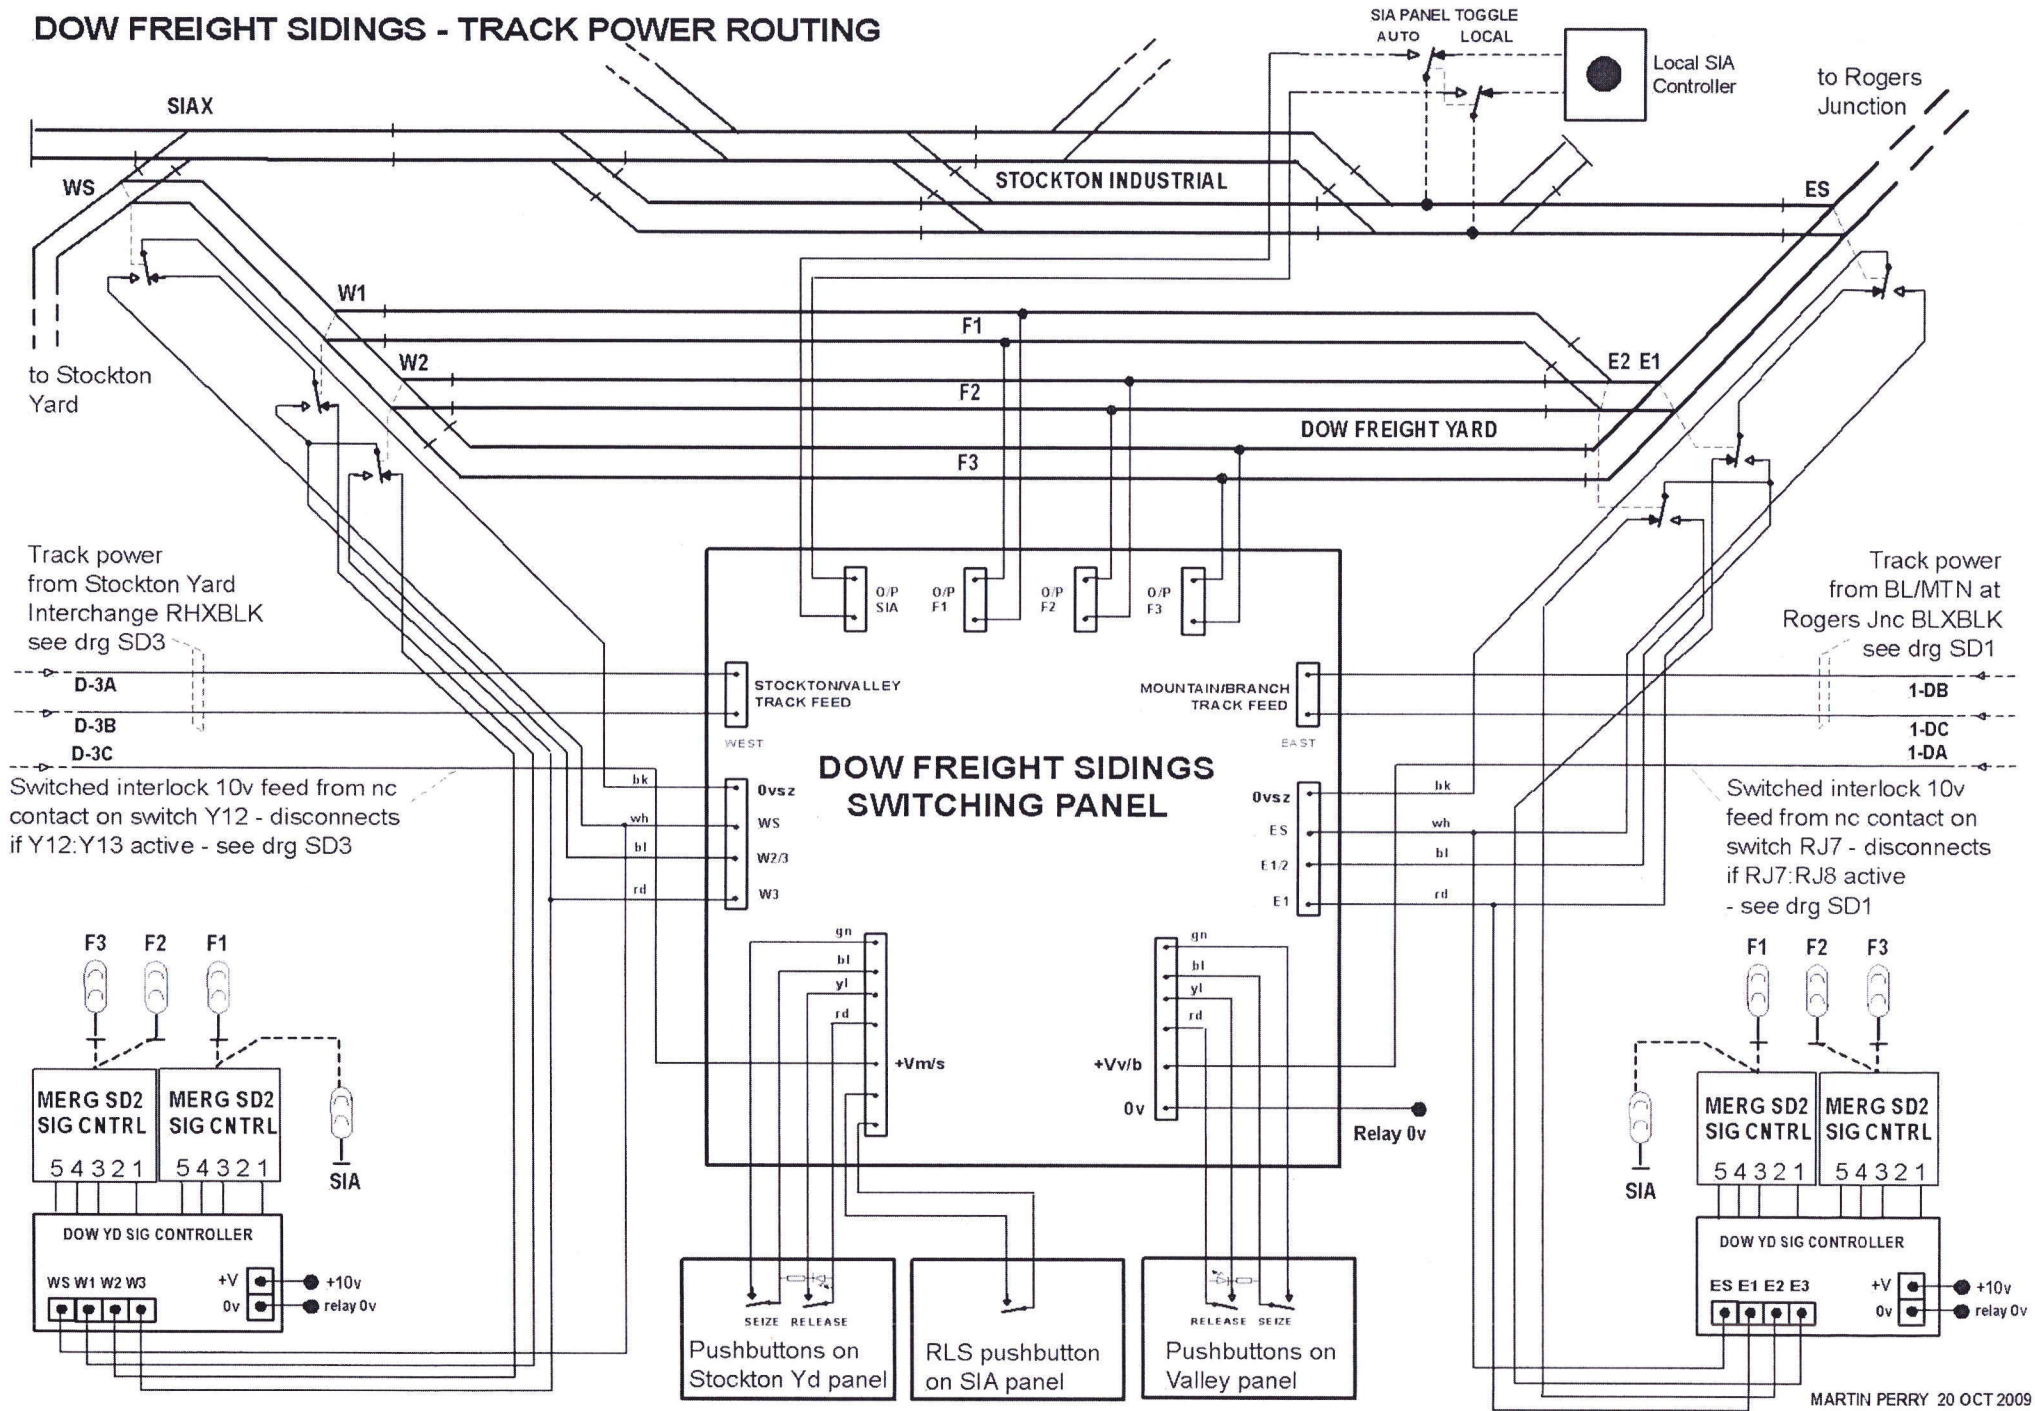 DOW FREIGHT SIDINGS - TRACK POWER ROUTING
SIA PANEL TOGGLE
AUTO LOCAL
Local SIA
Controller
to Rogers
Junction
SIAX
WS
STOCKTON INDUSTRIAL
ES
W1
F1
to Stockton
Yard
W2
E2 E1
F2
DOW FREIGHT YARD
F3
Track power
from Stockton Yard
Interchange RHXBLK
see drg SD3
D-3A
D-3B
D-3C
Switched interlock 10v feed from nc
contact on switch Y12 - disconnects
if Y12:Y13 active - see drg SD3
O/P
SIA
O/P
F1
O/P
F2
O/P
F3
STOCKTON/VALLEY
TRACK FEED
WEST
MOUNTAIN/BRANCH
TRACK FEED
EAST
DOW FREIGHT SIDINGS
SWITCHING PANEL
bk
0vsz
wh
WS
bl
W2/3
rd
W3
0vsz
bk
ES
wh
E1/2
bl
E1
rd
Track power
from BL/MTN at
Rogers Jnc BLXBLK
see drg SD1
1-DB
1-DC
1-DA
Switched interlock 10v
feed from nc contact on
switch RJ7 - disconnects
if RJ7:RJ8 active
- see drg SD1
gn
bl
yl
rd
+Vm/s
gn
bl
yl
rd
+Vv/b
0v
Relay 0v
F3 F2 F1
MERG SD2
SIG CNTRL
5 4 3 2 1
MERG SD2
SIG CNTRL
5 4 3 2 1
SIA
DOW YD SIG CONTROLLER
WS W1 W2 W3
+V
+10v
0v
relay 0v
SEIZE RELEASE
Pushbuttons on
Stockton Yd panel
RLS pushbutton
on SIA panel
RELEASE SEIZE
Pushbuttons on
Valley panel
F1 F2 F3
SIA
MERG SD2
SIG CNTRL
5 4 3 2 1
MERG SD2
SIG CNTRL
5 4 3 2 1
DOW YD SIG CONTROLLER
ES E1 E2 E3
+V
+10v
0v
relay 0v
MARTIN PERRY 20 OCT 2009